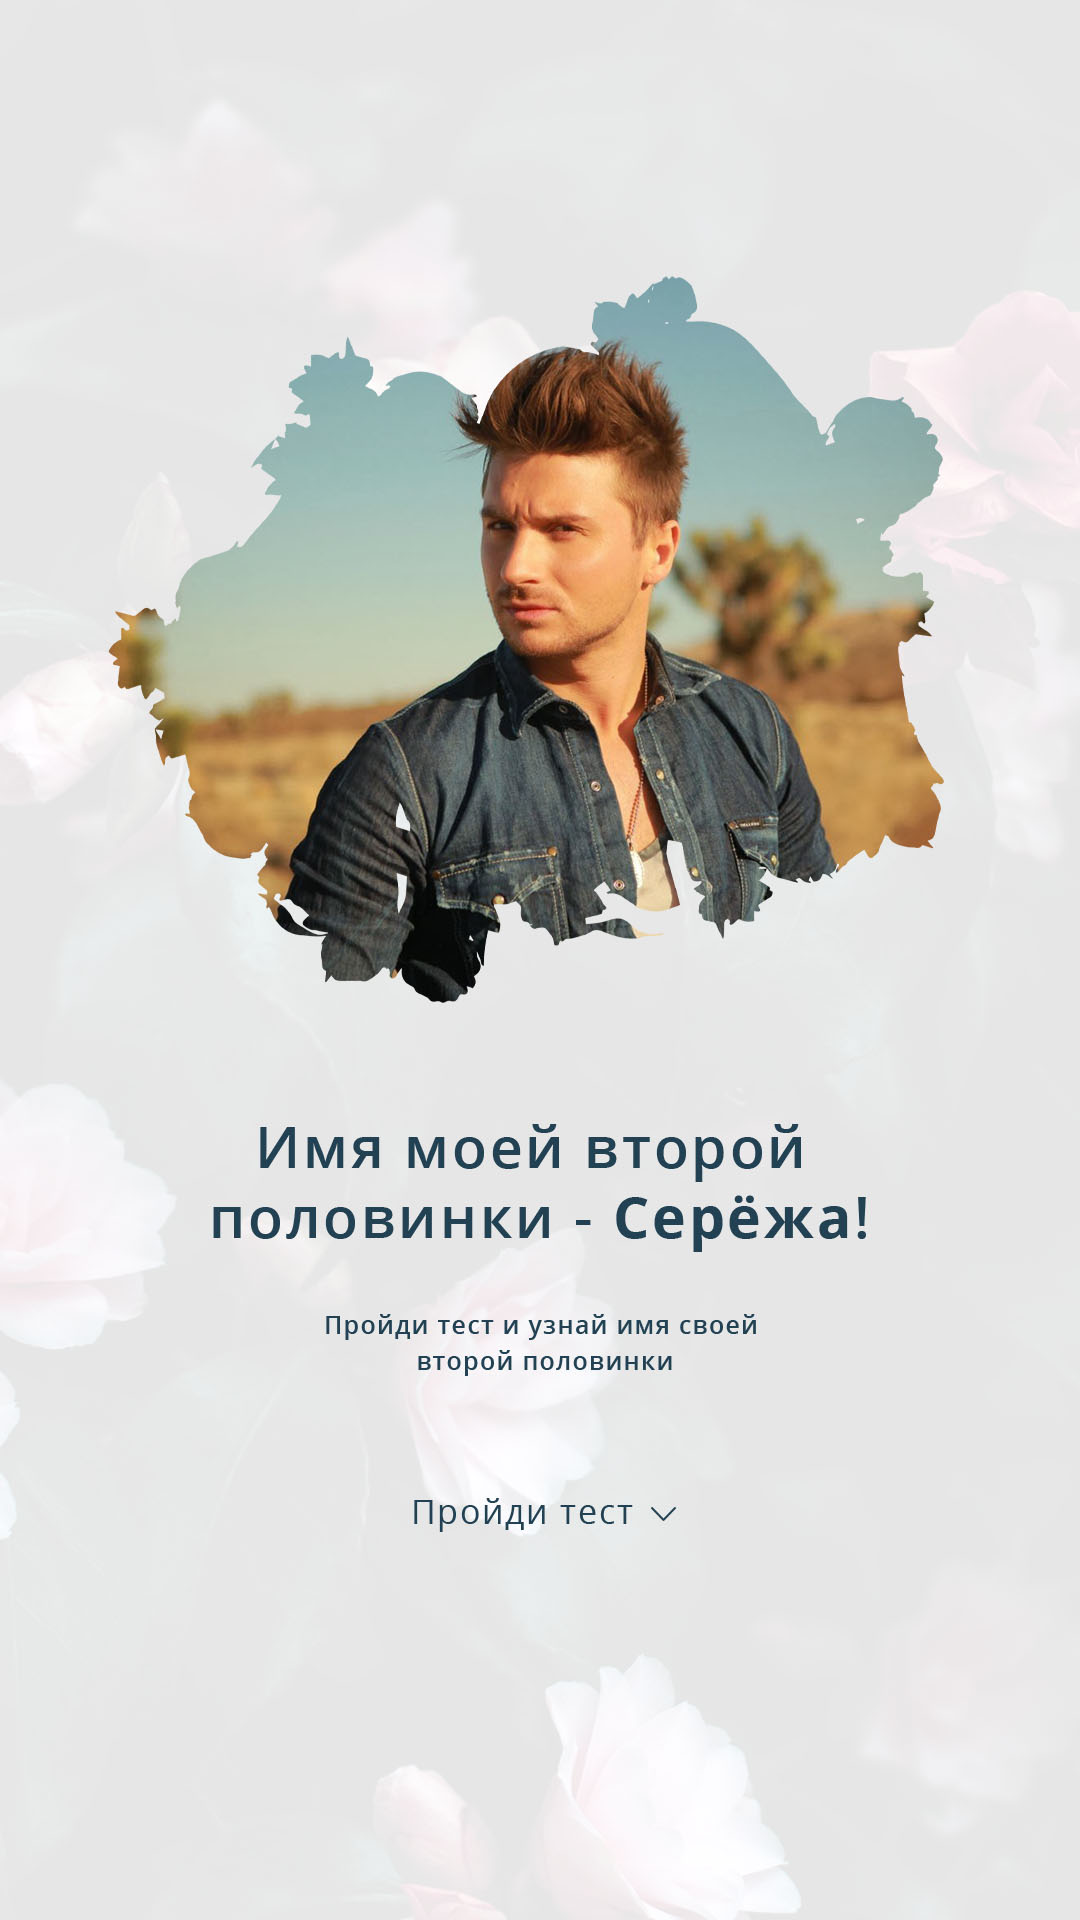 Имя моей второй
половинки - Серёжа!
Пройди тест и узнай имя своей
второй половинки
Пройди тест